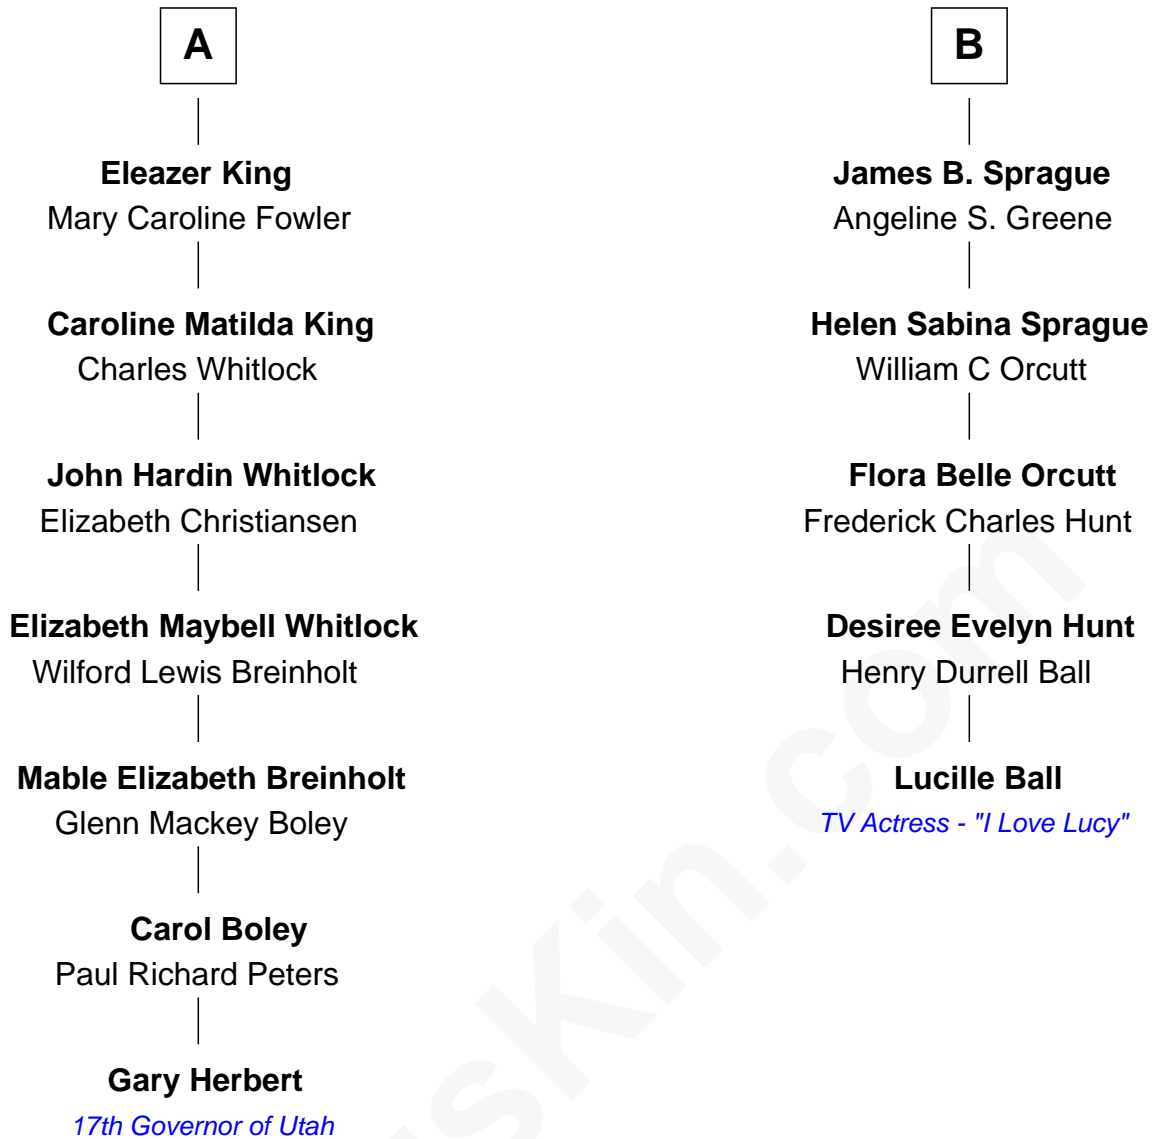 A
Eleazer King
Mary Caroline Fowler
Caroline Matilda King
Charles Whitlock
John Hardin Whitlock
Elizabeth Christiansen
Elizabeth Maybell Whitlock
Wilford Lewis Breinholt
Mable Elizabeth Breinholt
Glenn Mackey Boley
Carol Boley
Paul Richard Peters
Gary Herbert
17th Governor of Utah
B
James B. Sprague
Angeline S. Greene
Helen Sabina Sprague
William C Orcutt
Flora Belle Orcutt
Frederick Charles Hunt
Desiree Evelyn Hunt
Henry Durrell Ball
Lucille Ball
TV Actress - "I Love Lucy"
sKin.com